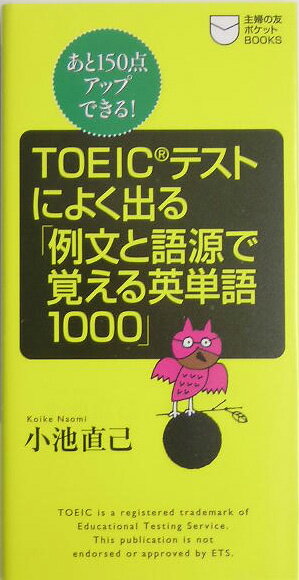 主婦の友
ポケット
BOOKS
あと150点
アップ
できる!
TOEIC®テスト
によく出る
「例文と語源で
覚える英単語
1000」
Koike Naomi
小池直己
TOEIC is a registered trademark of
Educational Testing Service.
This publication is not
endorsed or approved by ETS.